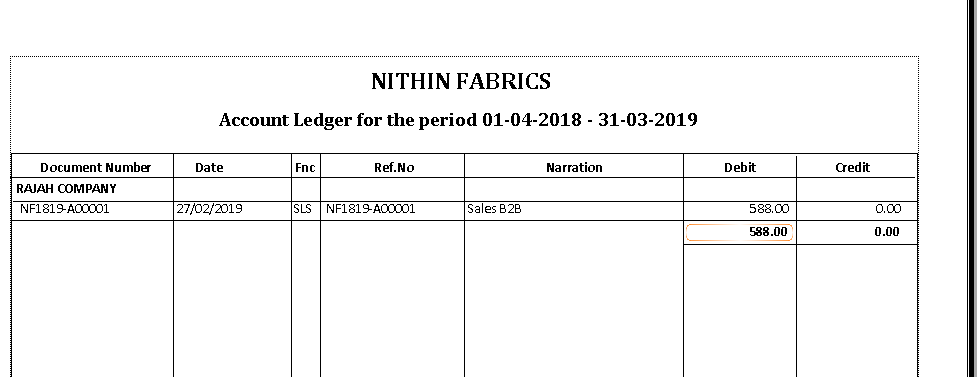 NITHIN FABRICS
Account Ledger for the period 01-04-2018 - 31-03-2019
Document Number Date Fnc Ref.No Narration Debit Credit
RAJAH COMPANY
NF1819-A00001 27/02/2019 SLS NF1819-A00001 Sales B2B 588.00 0.00
588.00 0.00